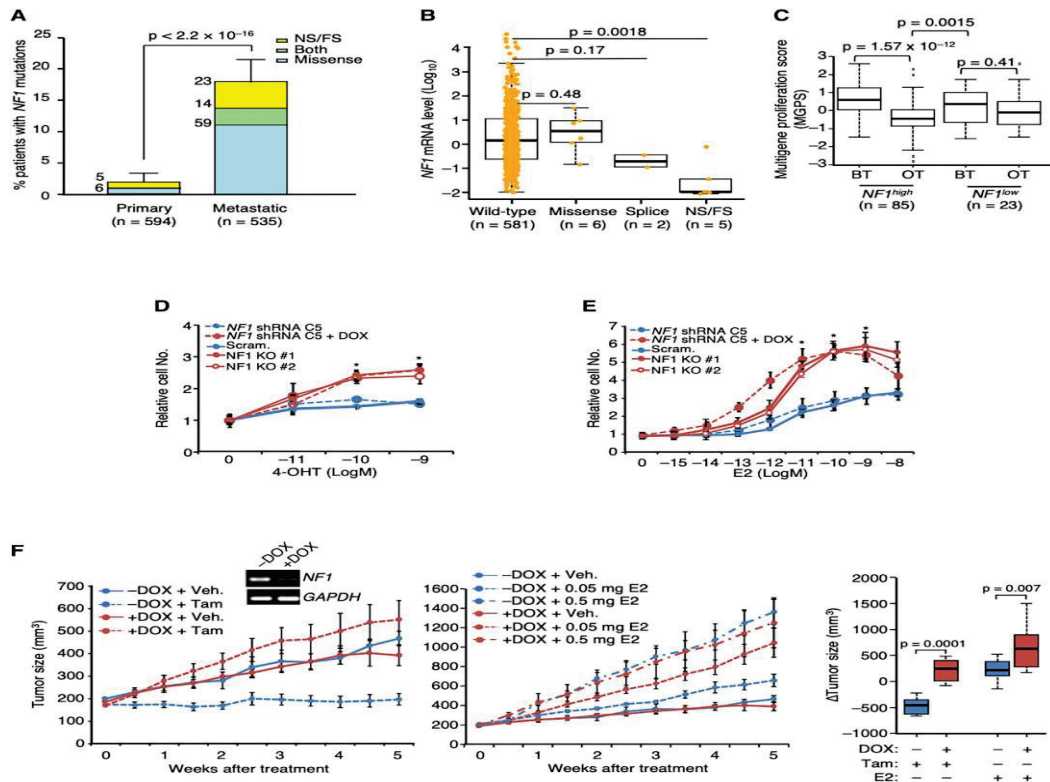 A
p < 2.2 × 10⁻¹⁶
NS/FS
Both
Missense
% patients with NF1 mutations
25
20
15
10
5
0
23
14
59
5
6
Primary
(n = 594)
Metastatic
(n = 535)
B
p = 0.0018
p = 0.17
p = 0.48
NF1 mRNA level (Log₁₀)
4
3
2
1
0
−1
−2
Wild-type
(n = 581)
Missense
(n = 6)
Splice
(n = 2)
NS/FS
(n = 5)
C
p = 0.0015
p = 1.57 × 10⁻¹²
p = 0.41
Multigene proliferation score
(MGPS)
3
2
1
0
−1
−2
−3
BT OT BT OT
NF1ʰⁱᵍʰ
(n = 85)
NF1ˡᵒʷ
(n = 23)
D
NF1 shRNA C5
NF1 shRNA C5 + DOX
Scram.
NF1 KO #1
NF1 KO #2
Relative cell No.
4
3
2
1
0
* *
0 −11 −10 −9
4-OHT (LogM)
E
NF1 shRNA C5
NF1 shRNA C5 + DOX
Scram.
NF1 KO #1
NF1 KO #2
Relative cell No.
7
6
5
4
3
2
1
0
* * *
0 −15 −14 −13 −12 −11 −10 −9 −8
E2 (LogM)
F
−DOX
+DOX
NF1
GAPDH
−DOX + Veh.
−DOX + Tam
+DOX + Veh.
+DOX + Tam
Tumor size (mm³)
700
600
500
400
300
200
100
0
0 1 2 3 4 5
Weeks after treatment
−DOX + Veh.
−DOX + 0.05 mg E2
−DOX + 0.5 mg E2
+DOX + Veh.
+DOX + 0.05 mg E2
+DOX + 0.5 mg E2
Tumor size (mm³)
1600
1400
1200
1000
800
600
400
200
0
0 1 2 3 4 5
Weeks after treatment
p = 0.007
p = 0.0001
ΔTumor size (mm³)
2000
1500
1000
500
0
−500
−1000
DOX: − + − +
Tam: + +
E2: + +